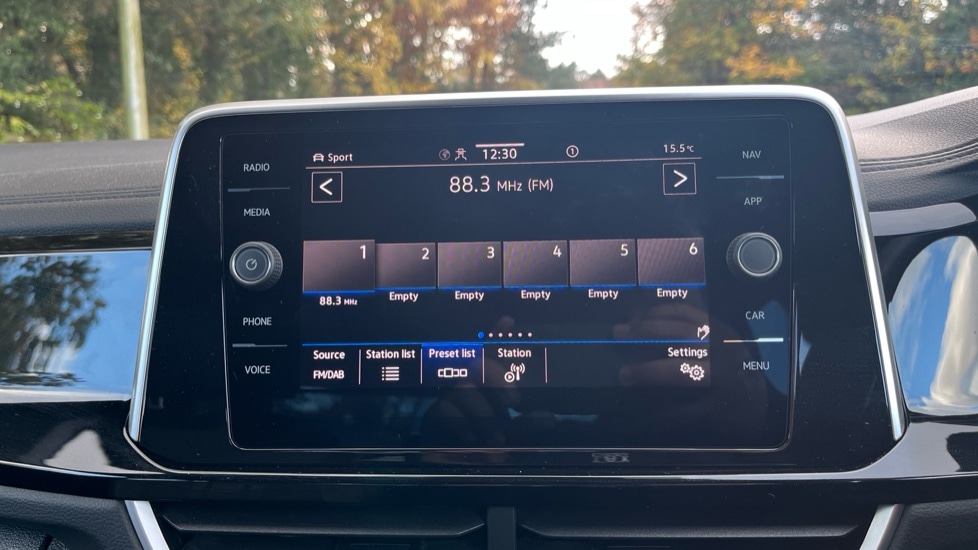 RADIO
MEDIA
PHONE
VOICE
Sport 12:30 1 15.5°C
88.3 MHz (FM)
< >
1 2 3 4 5 6
88.3 MHz Empty Empty Empty Empty Empty
Source Station list Preset list Station Settings
FM/DAB
NAV
APP
CAR
MENU